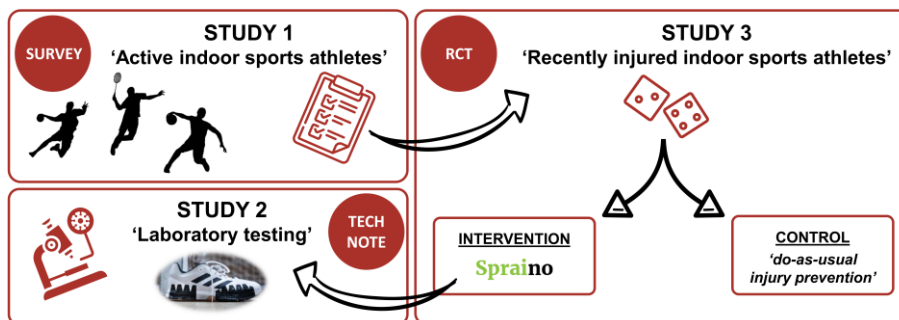 SURVEY
STUDY 1
‘Active indoor sports athletes’
STUDY 2
‘Laboratory testing’
TECH
NOTE
RCT
STUDY 3
‘Recently injured indoor sports athletes’
INTERVENTION
Spraino
CONTROL
‘do-as-usual
injury prevention’